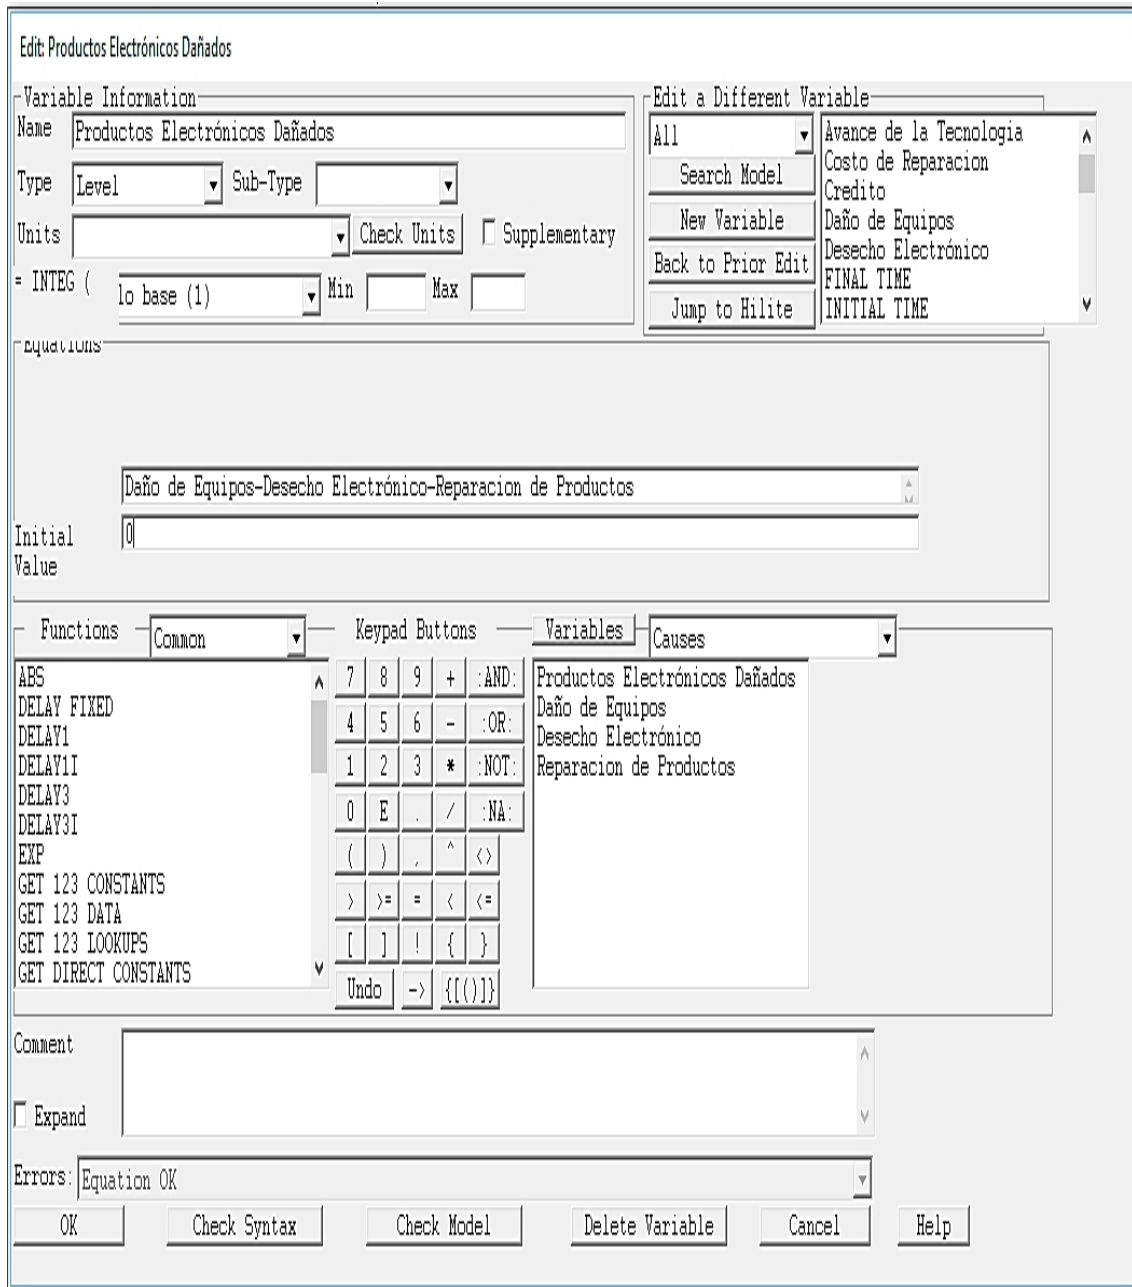 Edit: Productos Electrónicos Dañados
Variable Information
Name Productos Electrónicos Dañados
Type Level Sub-Type
Units Check Units Supplementary
= INTEG ( lo base (1) Min Max
Edit a Different Variable
All
Search Model
New Variable
Back to Prior Edit
Jump to Hilite
Avance de la Tecnologia
Costo de Reparacion
Credito
Daño de Equipos
Desecho Electrónico
FINAL TIME
INITIAL TIME
Equations
Daño de Equipos-Desecho Electrónico-Reparacion de Productos
Initial
Value
0
Functions Common
ABS
DELAY FIXED
DELAY1
DELAY1I
DELAY3
DELAY3I
EXP
GET 123 CONSTANTS
GET 123 DATA
GET 123 LOOKUPS
GET DIRECT CONSTANTS
Keypad Buttons
7 8 9 + :AND:
4 5 6 - :OR:
1 2 3 * :NOT:
0 E . / :NA:
( ) , ^ <>
> >= = < <=
[ ] ! { }
Undo -> {[()]}
Variables Causes
Productos Electrónicos Dañados
Daño de Equipos
Desecho Electrónico
Reparacion de Productos
Comment
Expand
Errors: Equation OK
OK Check Syntax Check Model Delete Variable Cancel Help